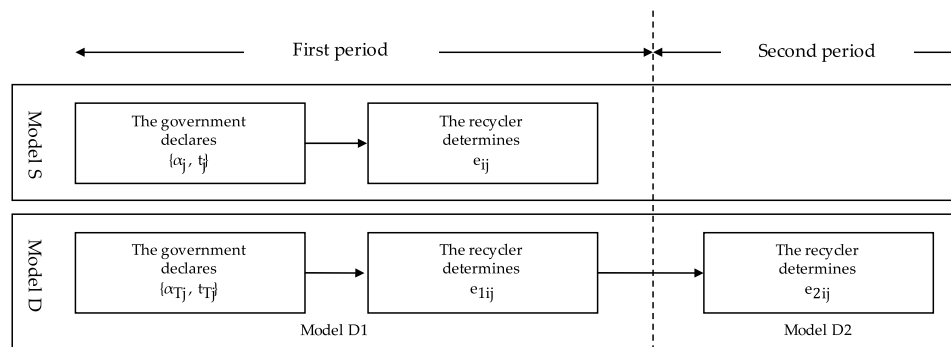 First period
Second period
Model S
The government
declares
{αj, tj}
The recycler
determines
eij
Model D
The government
declares
{αTj, tTj}
The recycler
determines
e1ij
The recycler
determines
e2ij
Model D1
Model D2